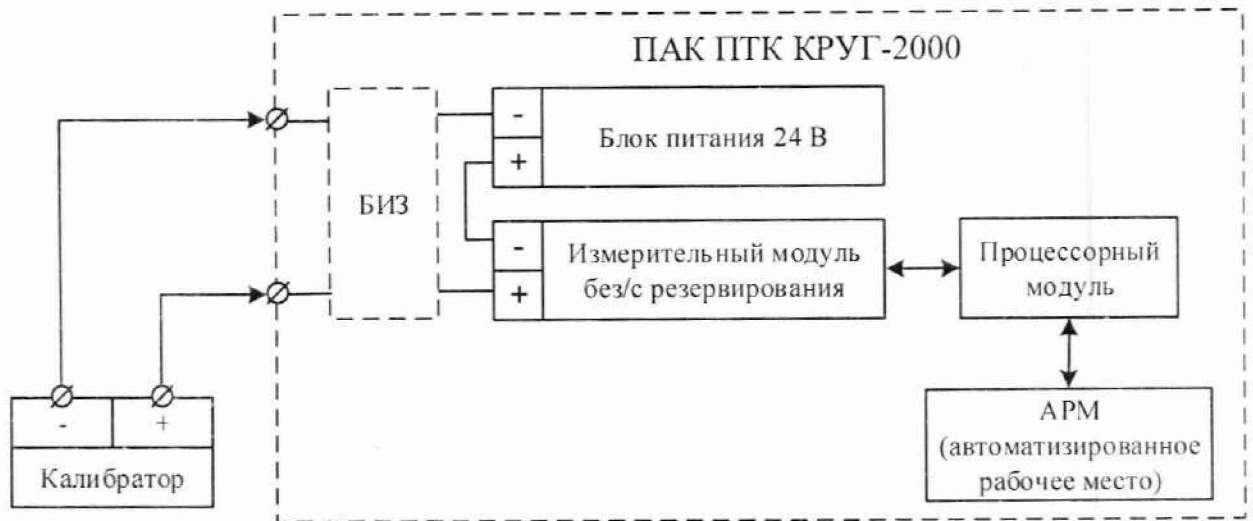 ПАК ПТК КРУГ-2000
-
Блок питания 24 В
+
БИЗ
-
Измерительный модуль
без/с резервирования
+
Процессорный
модуль
- +
Калибратор
АРМ
(автоматизированное
рабочее место)